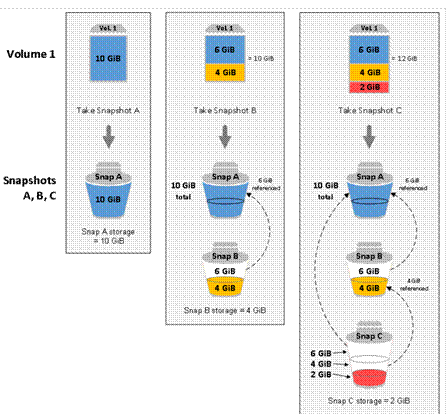 Vol. 1
Volume 1
10 GiB
Take Snapshot A
Snapshots
A, B, C
Snap A
10 GiB
Snap A storage
= 10 GiB
Vol. 1
6 GiB
4 GiB
= 10 GiB
Take Snapshot B
Snap A
10 GiB
total
6 GiB
referenced
Snap B
6 GiB
4 GiB
Snap B storage = 4 GiB
Vol. 1
6 GiB
4 GiB
2 GiB
= 12 GiB
Take Snapshot C
Snap A
10 GiB
total
6 GiB
referenced
Snap B
6 GiB
4 GiB
4 GiB
referenced
Snap C
6 GiB
4 GiB
2 GiB
Snap C storage = 2 GiB